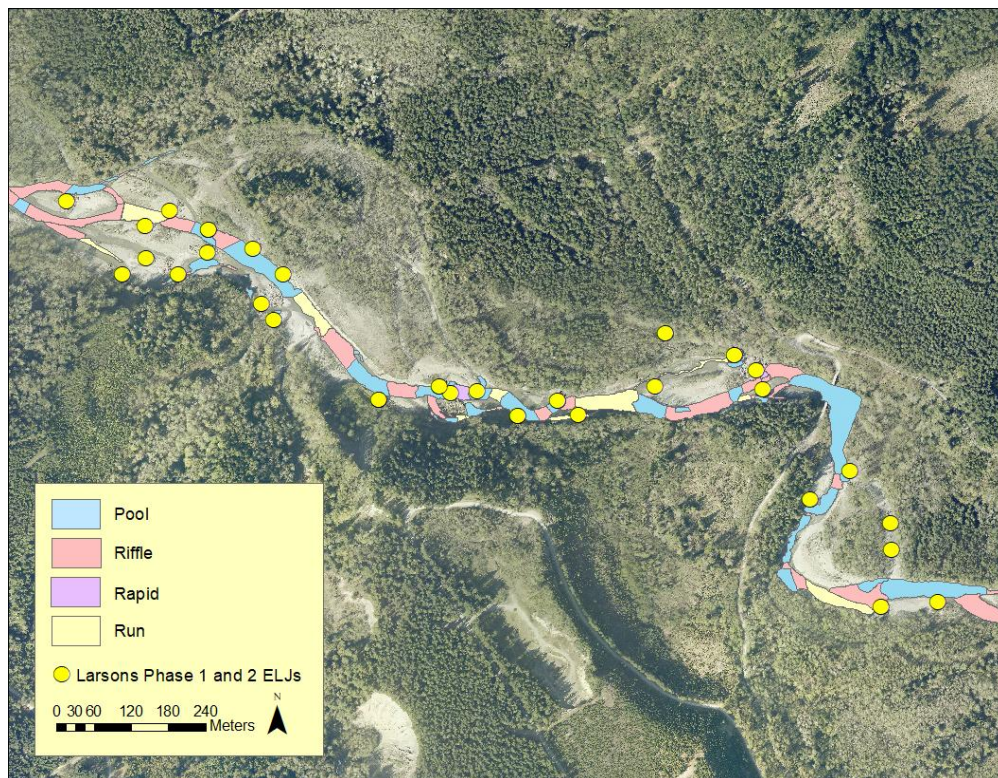 Pool
Riffle
Rapid
Run
Larsons Phase 1 and 2 ELJs
N
0 30 60 120 180 240
Meters